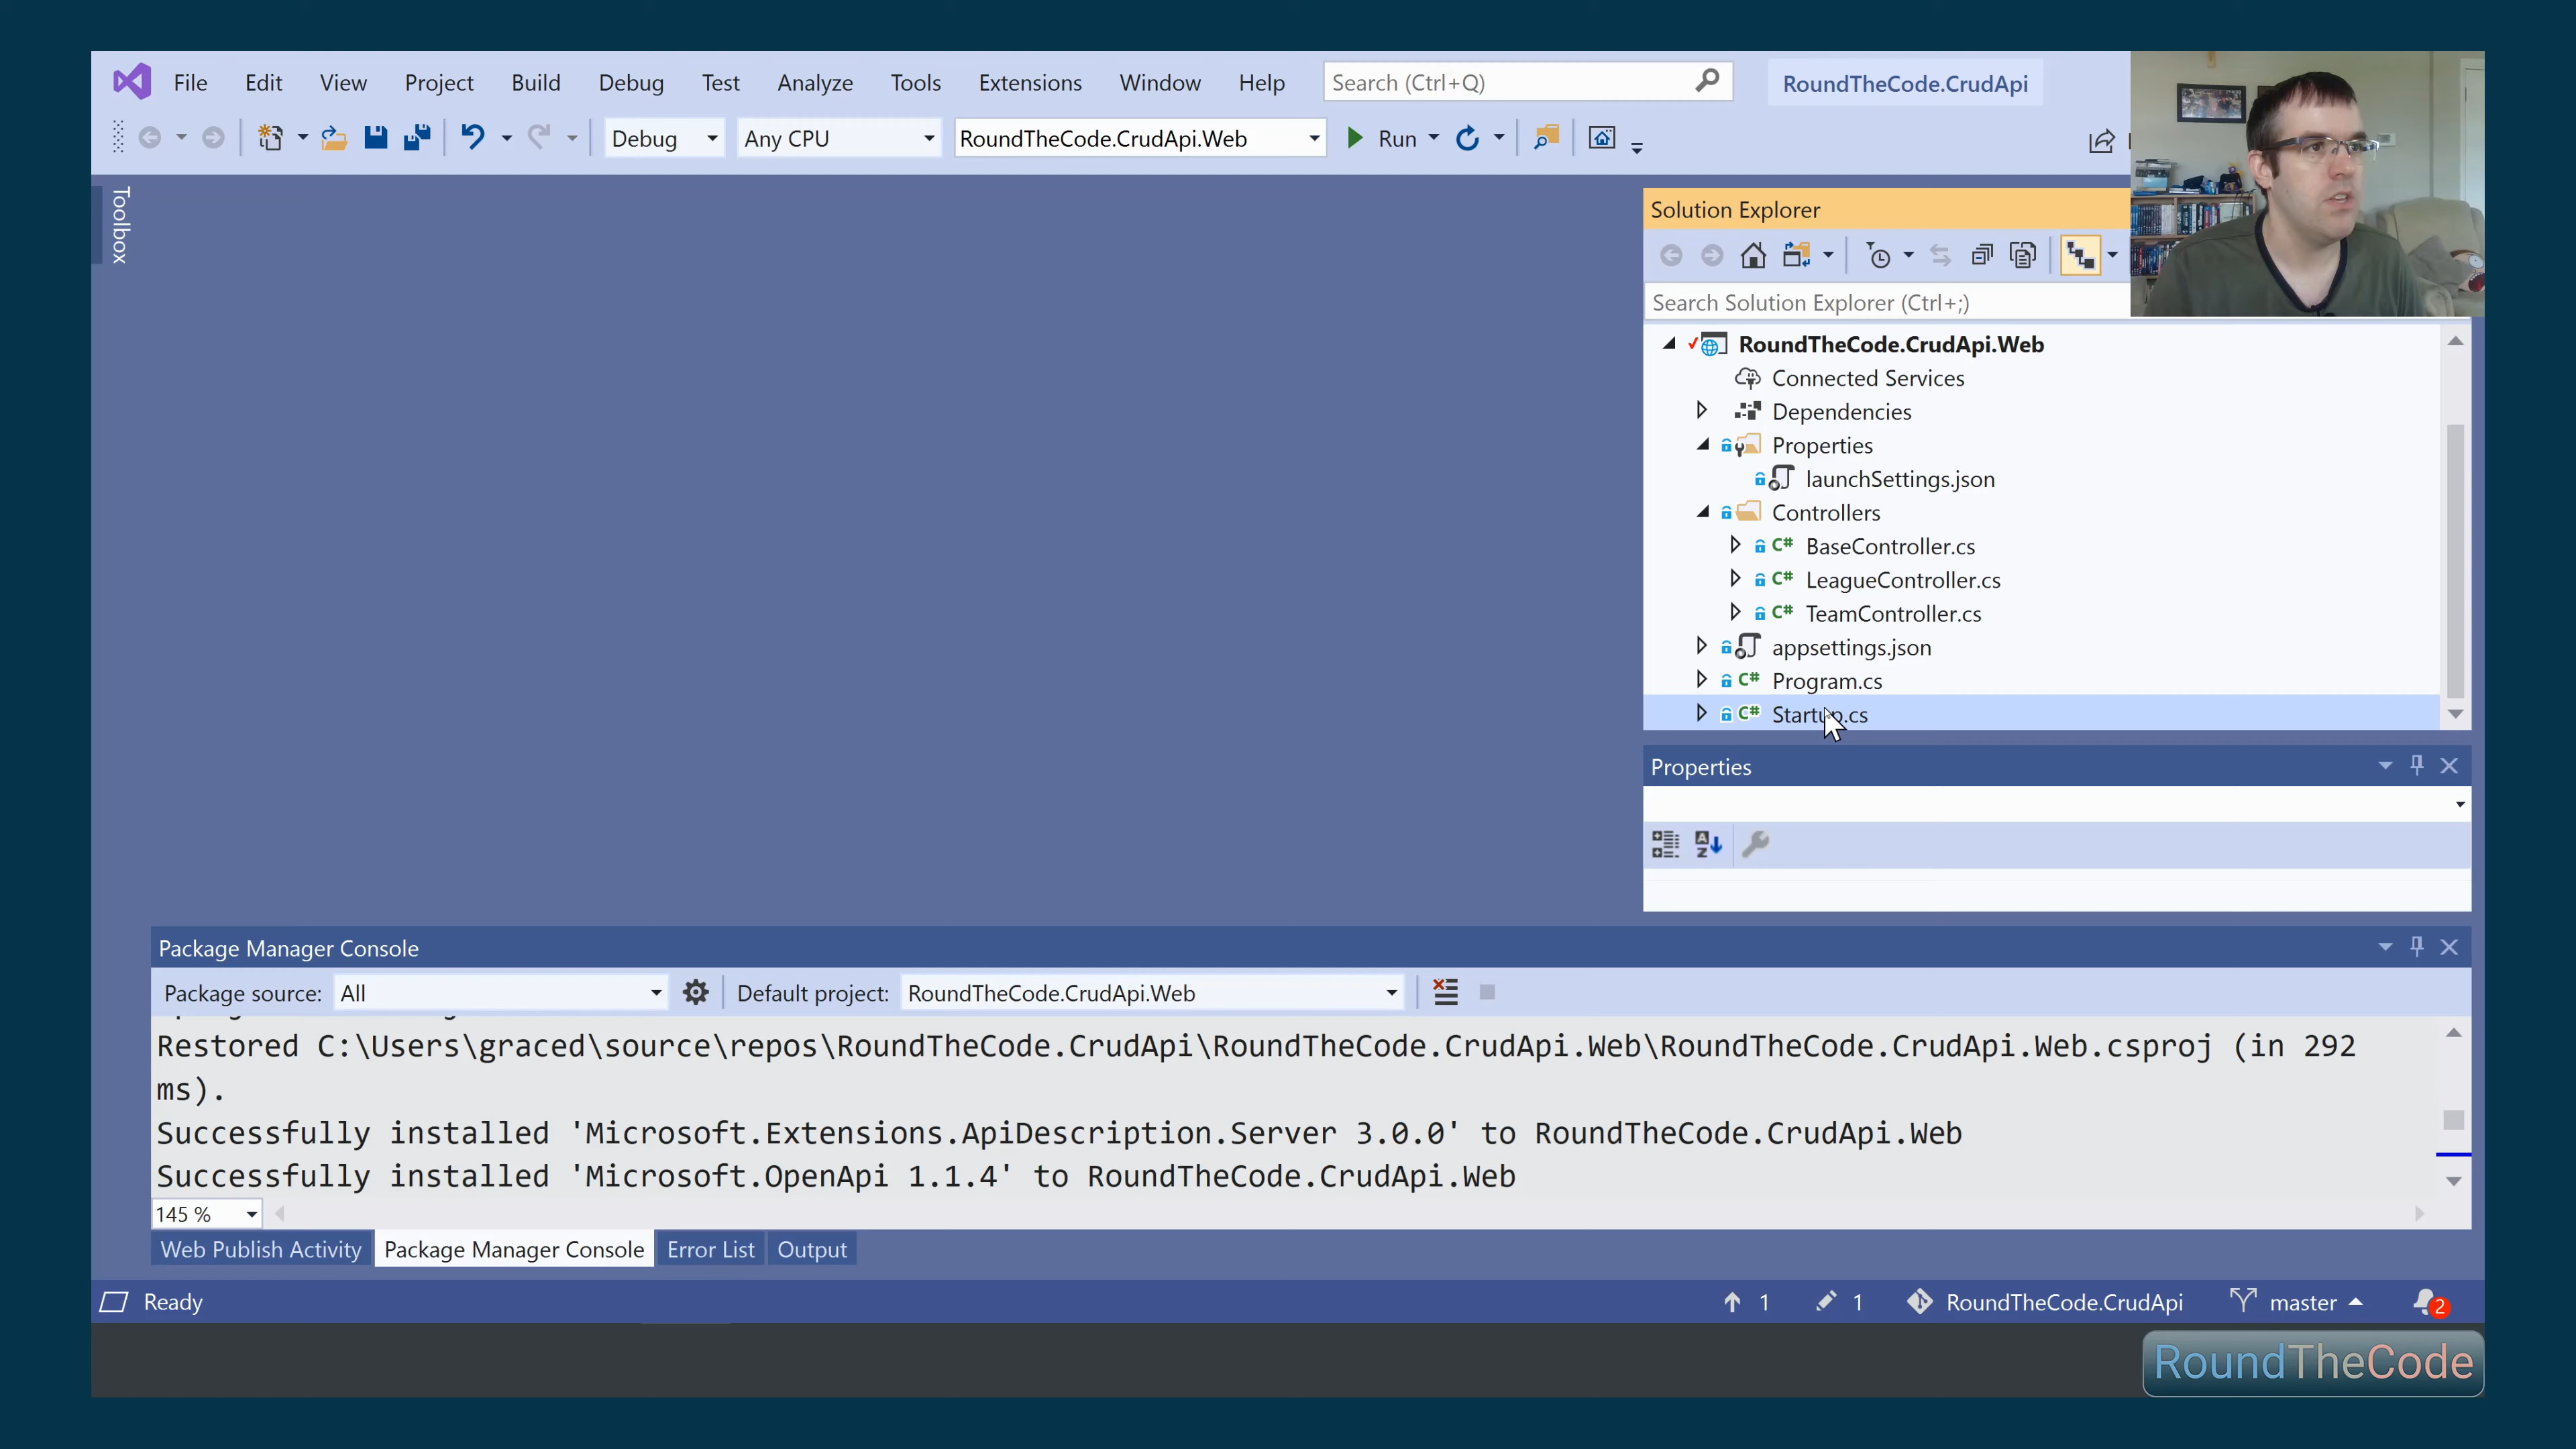 File Edit View Project Build Debug Test Analyze Tools Extensions Window Help Search (Ctrl+Q) RoundTheCode.CrudApi
Debug Any CPU RoundTheCode.CrudApi.Web Run
Toolbox
Solution Explorer
Search Solution Explorer (Ctrl+;)
RoundTheCode.CrudApi.Web
Connected Services
Dependencies
Properties
launchSettings.json
Controllers
C# BaseController.cs
C# LeagueController.cs
C# TeamController.cs
appsettings.json
C# Program.cs
C# Startup.cs
Properties
Package Manager Console
Package source: All Default project: RoundTheCode.CrudApi.Web
Restored C:\Users\graced\source\repos\RoundTheCode.CrudApi\RoundTheCode.CrudApi.Web\RoundTheCode.CrudApi.Web.csproj (in 292
ms).
Successfully installed 'Microsoft.Extensions.ApiDescription.Server 3.0.0' to RoundTheCode.CrudApi.Web
Successfully installed 'Microsoft.OpenApi 1.1.4' to RoundTheCode.CrudApi.Web
145 %
Web Publish Activity Package Manager Console Error List Output
Ready 1 1 RoundTheCode.CrudApi master 2
RoundTheCode